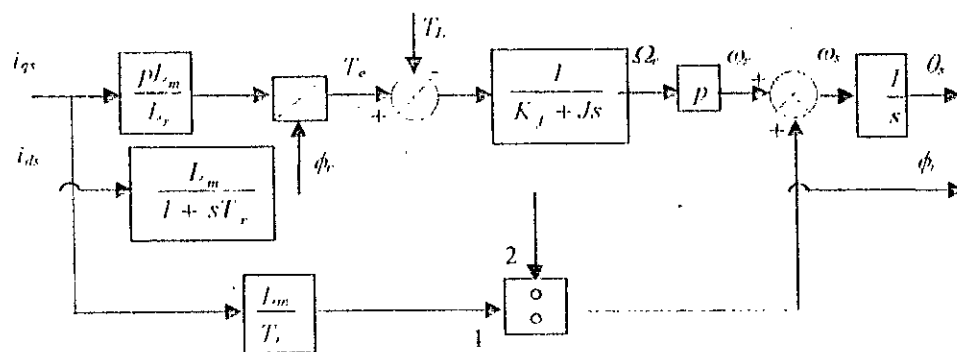 T_L
i_qs
pL_m / L_r
T_e
-
+
1 / K_f + Js
Ω_r
p
ω_r
+
+
ω_s
1 / s
θ_s
i_ds
L_m / 1 + sT_r
ϕ_r
2
L_m / T_r
1